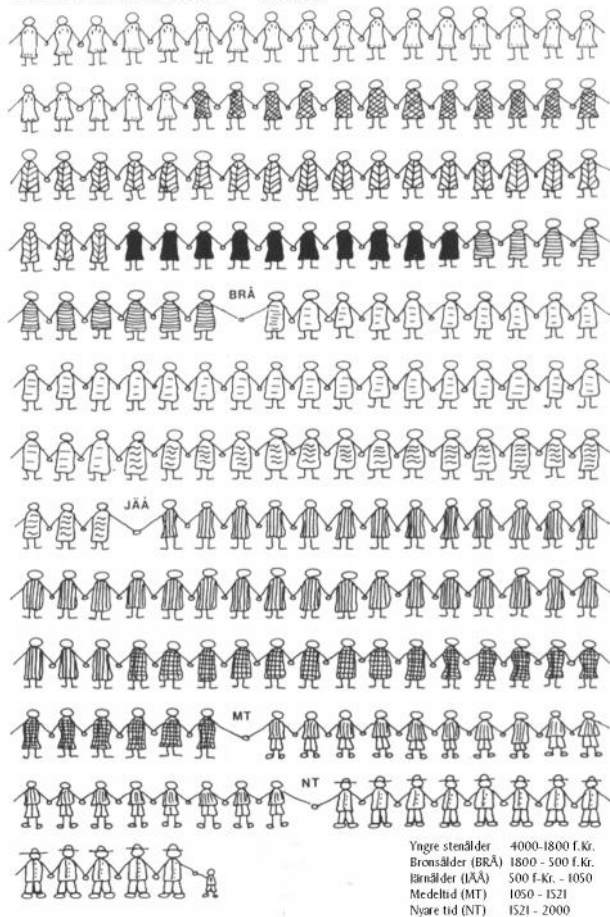 BRÅ
JÄÅ
MT
NT
Yngre stenålder 4000-1800 f.Kr.
Bronsålder (BRÅ) 1800 - 500 f.Kr.
Järnålder (JÄÅ) 500 f-Kr. - 1050
Medeltid (MT) 1050 - 1521
Nyare tid (NT) 1521 - 2000